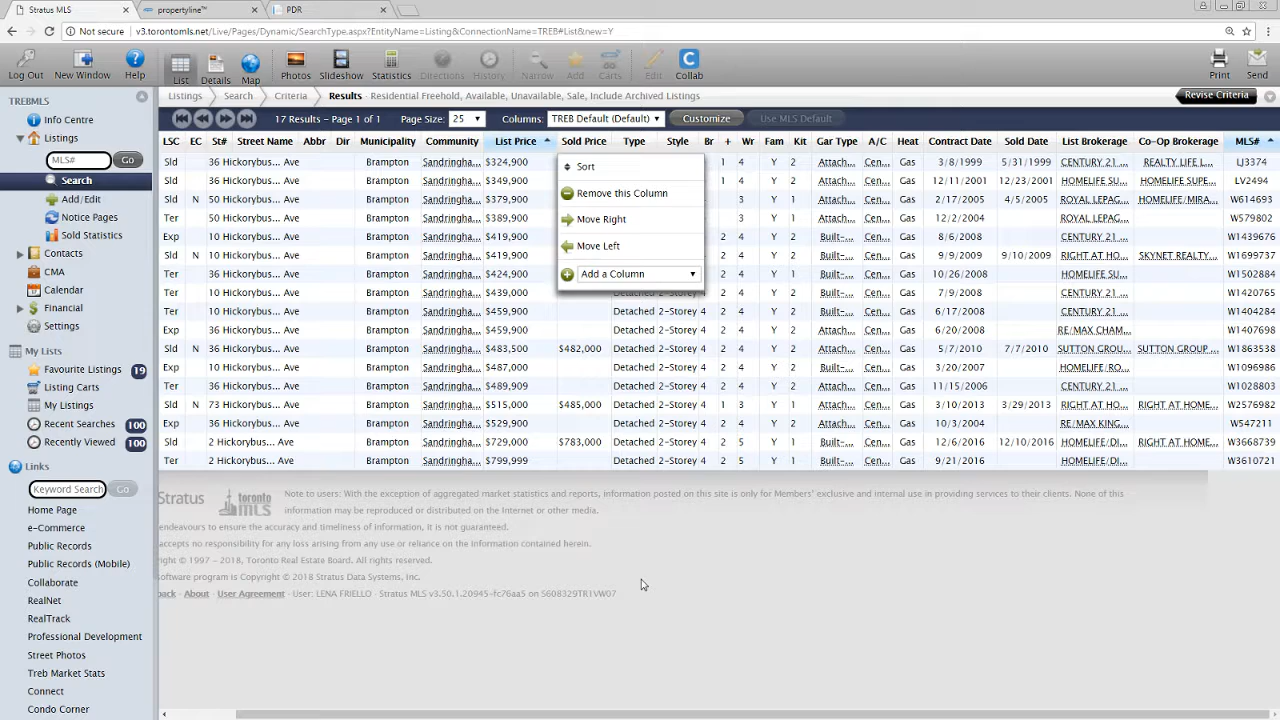 Stratus MLS
propertyline™
PDR
Not secure v3.torontomls.net/Live/Pages/Dynamic/SearchType.aspx?EntityName=Listing&ConnectionName=TREB#List&new=Y
Log Out New Window Help List Details Map Photos Slideshow Statistics Directions History Narrow Add Carts Edit Collab Print Send
TREBMLS
Listings Search Criteria Results - Residential Freehold, Available, Unavailable, Sale, Include Archived Listings
Revise Criteria
17 Results - Page 1 of 1 Page Size: 25 Columns: TREB Default (Default) Customize Use MLS Default
Info Centre
Listings
MLS# Go
Search
Add/Edit
Notice Pages
Sold Statistics
Contacts
CMA
Calendar
Financial
Settings
My Lists
Favourite Listings 19
Listing Carts
My Listings
Recent Searches 100
Recently Viewed 100
Links
Keyword Search Go
Home Page
e-Commerce
Public Records
Public Records (Mobile)
Collaborate
RealNet
RealTrack
Professional Development
Street Photos
Treb Market Stats
Connect
Condo Corner
LSC EC St# Street Name Abbr Dir Municipality Community List Price Sold Price Type Style Br + Wr Fam Kit Gar Type A/C Heat Contract Date Sold Date List Brokerage Co-Op Brokerage MLS#
Sld 36 Hickorybus... Ave Brampton Sandringha... $324,900 1 4 Y 2 Attach... Cen... Gas 3/8/1999 5/31/1999 CENTURY 21... REALTY LIFE L... LJ3374
Sld 36 Hickorybus... Ave Brampton Sandringha... $349,900 2 4 Y 2 Attach... Cen... Gas 12/11/2001 12/23/2001 HOMELIFE SU... HOMELIFE SUPE... LV2494
Sld N 50 Hickorybus... Ave Brampton Sandringha... $379,900 3 Y 1 Attach... Cen... Gas 2/17/2005 4/5/2005 ROYAL LEPAG... HOMELIFE/MIRA... W614693
Ter 50 Hickorybus... Ave Brampton Sandringha... $389,900 3 Y 1 Attach... Cen... Gas 12/2/2004 ROYAL LEPAG... W579802
Exp 10 Hickorybus... Ave Brampton Sandringha... $419,900 2 4 Y 2 Built-... Cen... Gas 8/6/2008 CENTURY 21... W1439676
Sld N 10 Hickorybus... Ave Brampton Sandringha... $419,900 2 4 Y 2 Built-... Cen... Gas 9/9/2009 9/10/2009 RIGHT AT HO... SKYNET REALTY... W1699737
Ter 36 Hickorybus... Ave Brampton Sandringha... $424,900 2 4 Y 1 Attach... Cen... Gas 10/26/2008 HOMELIFE SU... W1502884
Ter 10 Hickorybus... Ave Brampton Sandringha... $439,000 Detached 2-Storey 4 2 4 Y 2 Built-... Cen... Gas 7/9/2008 CENTURY 21... W1420765
Ter 10 Hickorybus... Ave Brampton Sandringha... $459,900 Detached 2-Storey 4 2 4 Y 2 Built-... Cen... Gas 6/17/2008 CENTURY 21... W1404284
Exp 36 Hickorybus... Ave Brampton Sandringha... $459,900 Detached 2-Storey 4 2 4 Y 1 Attach... Cen... Gas 6/20/2008 RE/MAX CHAM... W1407698
Sld N 36 Hickorybus... Ave Brampton Sandringha... $483,500 $482,000 Detached 2-Storey 4 2 4 Y 2 Built-... Cen... Gas 5/7/2010 7/7/2010 SUTTON GROU... SUTTON GROUP... W1863538
Exp 10 Hickorybus... Ave Brampton Sandringha... $487,000 Detached 2-Storey 4 2 4 Y 2 Built-... Cen... Gas 3/20/2007 HOMELIFE/RO... W1096986
Ter 36 Hickorybus... Ave Brampton Sandringha... $489,909 Detached 2-Storey 4 2 4 Y 2 Attach... Cen... Gas 11/15/2006 CENTURY 21... W1028803
Sld N 73 Hickorybus... Ave Brampton Sandringha... $515,000 $485,000 Detached 2-Storey 4 1 3 Y 1 Attach... Cen... Gas 3/10/2013 3/29/2013 RIGHT AT HO... RIGHT AT HOME... W2576982
Exp 36 Hickorybus... Ave Brampton Sandringha... $529,900 Detached 2-Storey 4 2 4 Y 2 Attach... Cen... Gas 10/3/2004 RE/MAX KING... W547211
Sld 2 Hickorybus... Ave Brampton Sandringha... $729,000 $783,000 Detached 2-Storey 4 2 5 Y 1 Built-... Cen... Gas 12/6/2016 12/10/2016 HOMELIFE/DI... RIGHT AT HOME... W3668739
Ter 2 Hickorybus... Ave Brampton Sandringha... $799,999 Detached 2-Storey 4 2 5 Y 1 Built-... Cen... Gas 9/21/2016 HOMELIFE/DI... W3610721
Sort
Remove this Column
Move Right
Move Left
Add a Column
Stratus toronto MLS
Note to users: With the exception of aggregated market statistics and reports, information posted on this site is only for Members' exclusive and internal use in providing services to their clients. None of this
information may be reproduced or distributed on the Internet or other media.
endeavours to ensure the accuracy and timeliness of information, it is not guaranteed.
accepts no responsibility for any loss arising from any use or reliance on the information contained herein.
right © 1997 - 2018, Toronto Real Estate Board. All rights reserved.
software program is Copyright © 2018 Stratus Data Systems, Inc.
back · About · User Agreement · User: LENA FRIELLO · Stratus MLS v3.50.1.20945-fc76aa5 on S608329TR1VW07